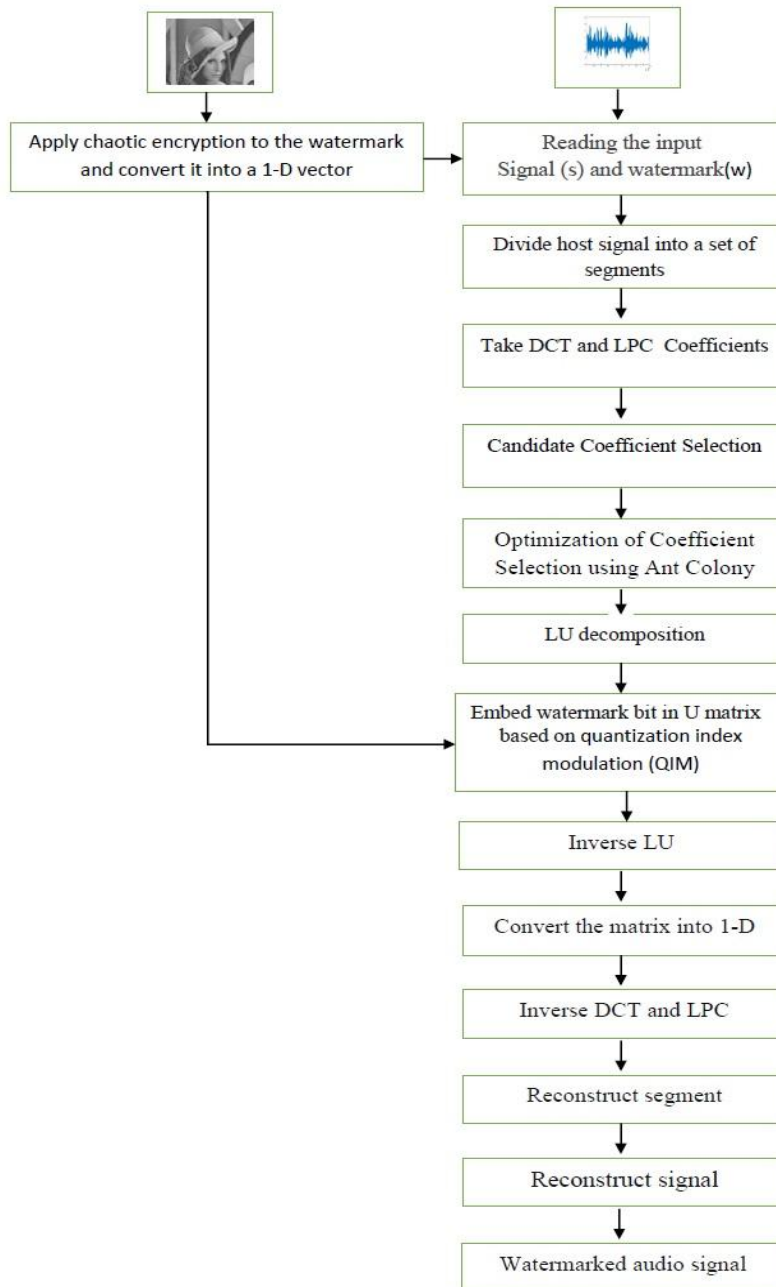 Apply chaotic encryption to the watermark
and convert it into a 1-D vector
Reading the input
Signal (s) and watermark(w)
Divide host signal into a set of
segments
Take DCT and LPC Coefficients
Candidate Coefficient Selection
Optimization of Coefficient
Selection using Ant Colony
LU decomposition
Embed watermark bit in U matrix
based on quantization index
modulation (QIM)
Inverse LU
Convert the matrix into 1-D
Inverse DCT and LPC
Reconstruct segment
Reconstruct signal
Watermarked audio signal